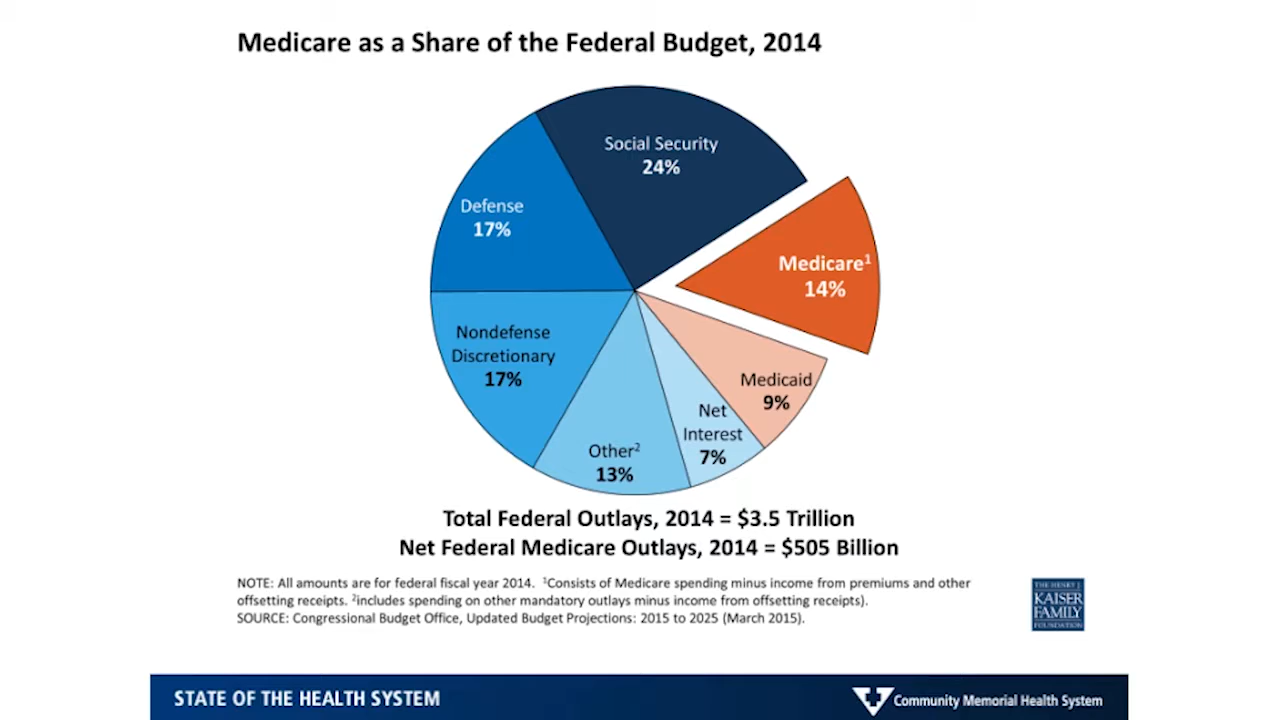 Medicare as a Share of the Federal Budget, 2014
Social Security
24%
Defense
17%
Medicare¹
14%
Nondefense
Discretionary
17%
Medicaid
9%
Net
Interest
7%
Other²
13%
Total Federal Outlays, 2014 = $3.5 Trillion
Net Federal Medicare Outlays, 2014 = $505 Billion
NOTE: All amounts are for federal fiscal year 2014. ¹Consists of Medicare spending minus income from premiums and other
offsetting receipts. ²includes spending on other mandatory outlays minus income from offsetting receipts).
SOURCE: Congressional Budget Office, Updated Budget Projections: 2015 to 2025 (March 2015).
THE HENRY J.
KAISER
FAMILY
FOUNDATION
STATE OF THE HEALTH SYSTEM
Community Memorial Health System